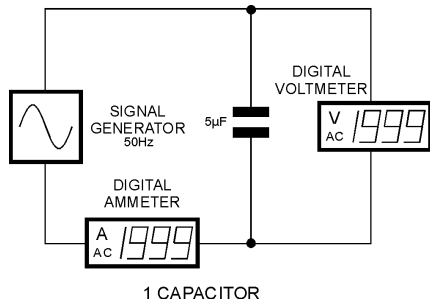 DIGITAL
VOLTMETER
SIGNAL
GENERATOR
50Hz
5µF
V
AC
1999
DIGITAL
AMMETER
A
AC
1999
1 CAPACITOR